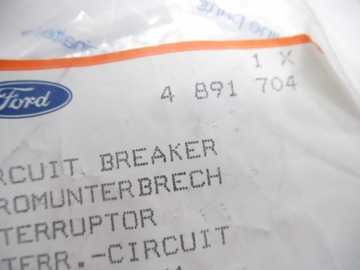 1 X
Ford
4 891 704
RCUIT BREAKER
ROMUNTERBRECH
TERRUPTOR
TERR.-CIRCUIT